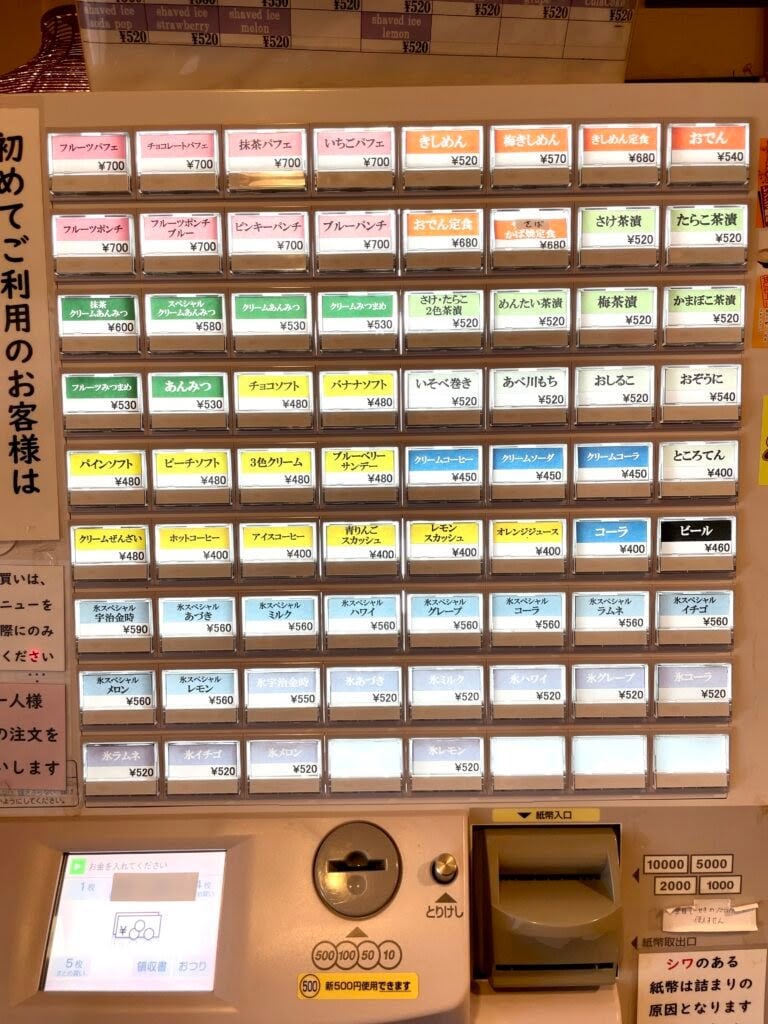 shaved ice
soda pop
¥520
shaved ice
strawberry
¥520
shaved ice
melon
¥520
shaved ice
lemon
¥520
¥520
¥520
初めてご利用のお客様は
フルーツパフェ
¥700
チョコレートパフェ
¥700
抹茶パフェ
¥700
いちごパフェ
¥700
きしめん
¥520
梅きしめん
¥570
きしめん定食
¥680
おでん
¥540
フルーツポンチ
¥700
フルーツポンチ
ブルー
¥700
ピンキーパンチ
¥700
ブルーパンチ
¥700
おでん定食
¥680
さば
かば焼定食
¥680
さけ茶漬
¥520
たらこ茶漬
¥520
抹茶
クリームあんみつ
¥600
スペシャル
クリームあんみつ
¥580
クリームあんみつ
¥530
クリームみつまめ
¥530
さけ・たらこ
2色茶漬
¥520
めんたい茶漬
¥520
梅茶漬
¥520
かまぼこ茶漬
¥520
フルーツみつまめ
¥530
あんみつ
¥530
チョコソフト
¥480
バナナソフト
¥480
いそべ巻き
¥520
あべ川もち
¥520
おしるこ
¥520
おぞうに
¥540
パインソフト
¥480
ピーチソフト
¥480
3色クリーム
¥480
ブルーベリー
サンデー
¥480
クリームコーヒー
¥450
クリームソーダ
¥450
クリームコーラ
¥450
ところてん
¥400
クリームぜんざい
¥480
ホットコーヒー
¥400
アイスコーヒー
¥400
青りんご
スカッシュ
¥400
レモン
スカッシュ
¥400
オレンジジュース
¥400
コーラ
¥400
ビール
¥460
氷スペシャル
宇治金時
¥590
氷スペシャル
あづき
¥560
氷スペシャル
ミルク
¥560
氷スペシャル
ハワイ
¥560
氷スペシャル
グレープ
¥560
氷スペシャル
コーラ
¥560
氷スペシャル
ラムネ
¥560
氷スペシャル
イチゴ
¥560
氷スペシャル
メロン
¥560
氷スペシャル
レモン
¥560
氷宇治金時
¥550
氷あづき
¥520
氷ミルク
¥520
氷ハワイ
¥520
氷グレープ
¥520
氷コーラ
¥520
氷ラムネ
¥520
氷イチゴ
¥520
氷メロン
¥520
氷レモン
¥520
買いは、
ニューを
際にのみ
ください
一人様
の注文を
いします
ようにしてください。
お金を入れてください
1枚
4枚
5枚
まとめ買い
領収書
おつり
¥
とりけし
500 100 50 10
500 新500円使用できます
紙幣入口
10000 5000
2000 1000
使えません
紙幣取出口
シワのある
紙幣は詰まりの
原因となります